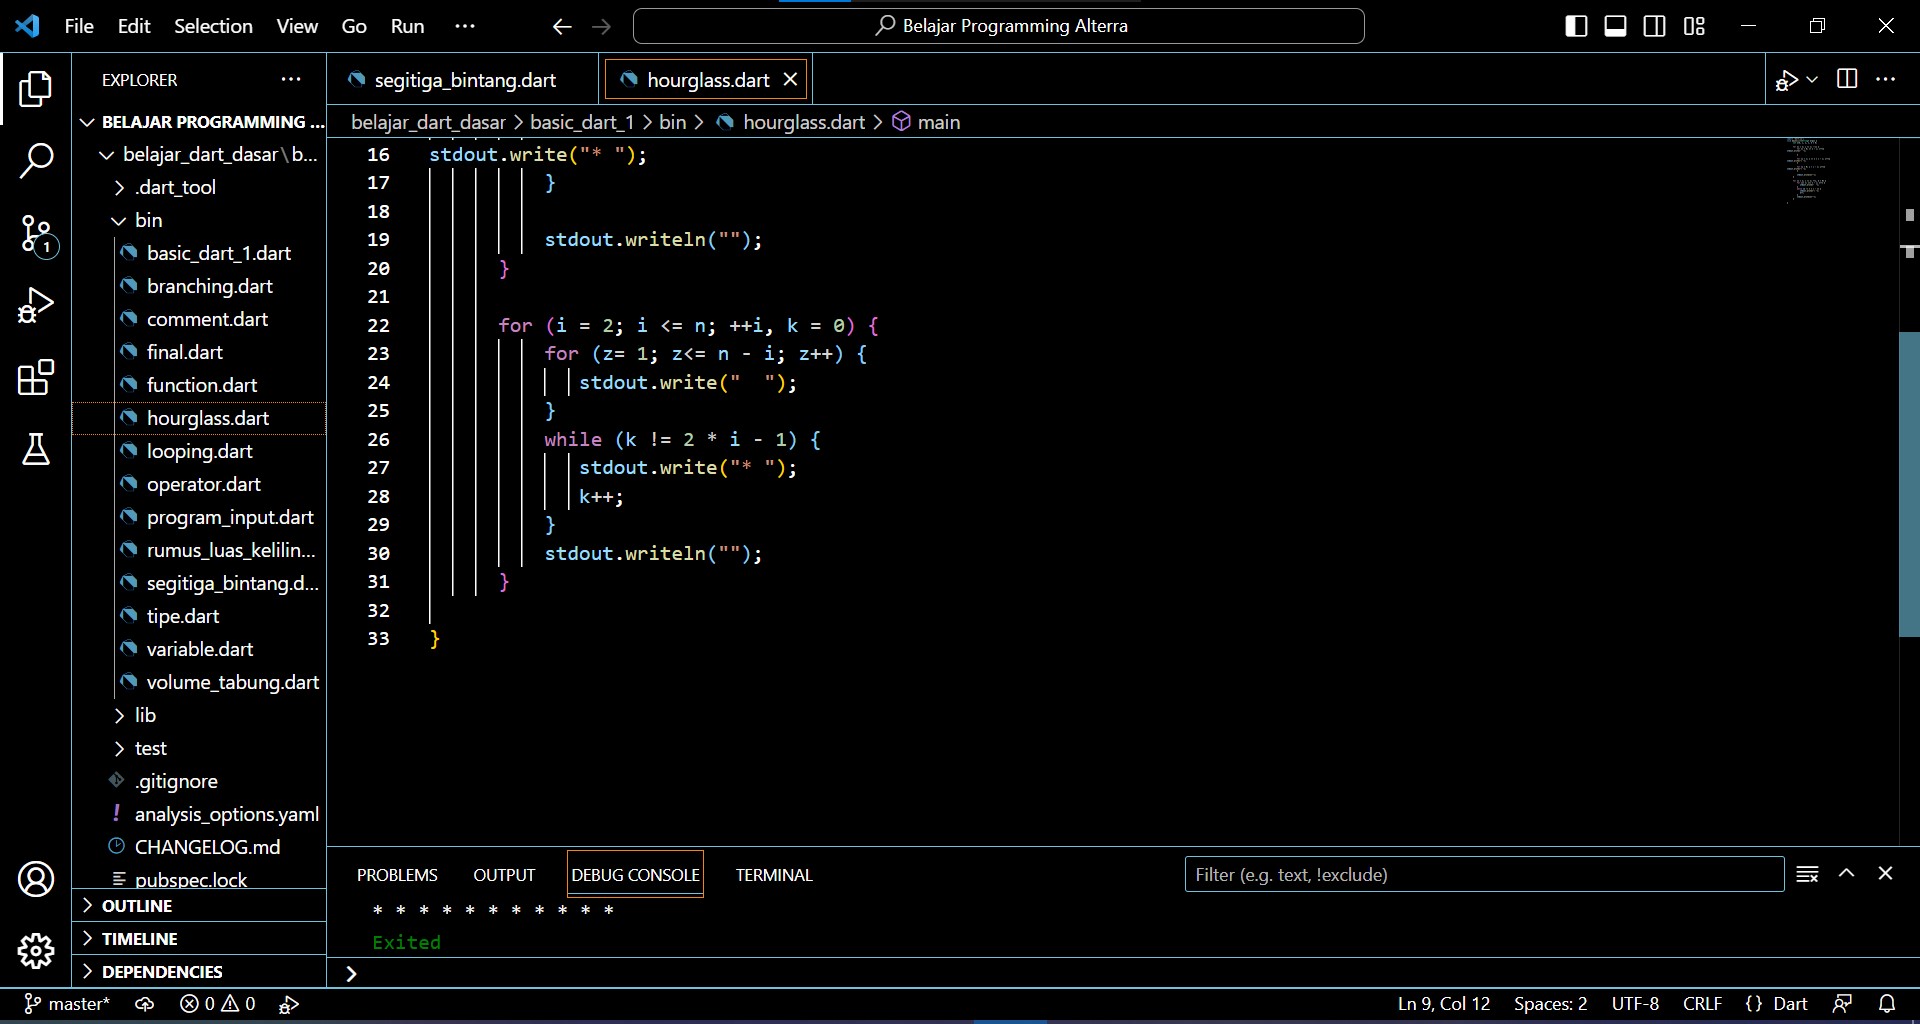 File Edit Selection View Go Run ···
Belajar Programming Alterra
EXPLORER
BELAJAR PROGRAMMING ...
belajar_dart_dasar\b...
.dart_tool
bin
basic_dart_1.dart
branching.dart
comment.dart
final.dart
function.dart
hourglass.dart
looping.dart
operator.dart
program_input.dart
rumus_luas_kelilin...
segitiga_bintang.d...
tipe.dart
variable.dart
volume_tabung.dart
lib
test
.gitignore
analysis_options.yaml
CHANGELOG.md
pubspec.lock
OUTLINE
TIMELINE
DEPENDENCIES
1
segitiga_bintang.dart hourglass.dart
belajar_dart_dasar > basic_dart_1 > bin > hourglass.dart > main
16 stdout.write("* ");
17 }
18
19 stdout.writeln("");
20 }
21
22 for (i = 2; i <= n; ++i, k = 0) {
23 for (z= 1; z<= n - i; z++) {
24 stdout.write("  ");
25 }
26 while (k != 2 * i - 1) {
27 stdout.write("* ");
28 k++;
29 }
30 stdout.writeln("");
31 }
32
33 }
PROBLEMS OUTPUT DEBUG CONSOLE TERMINAL
Filter (e.g. text, !exclude)
* * * * * * * * * * *
Exited
>
master* 0 0
Ln 9, Col 12 Spaces: 2 UTF-8 CRLF {} Dart